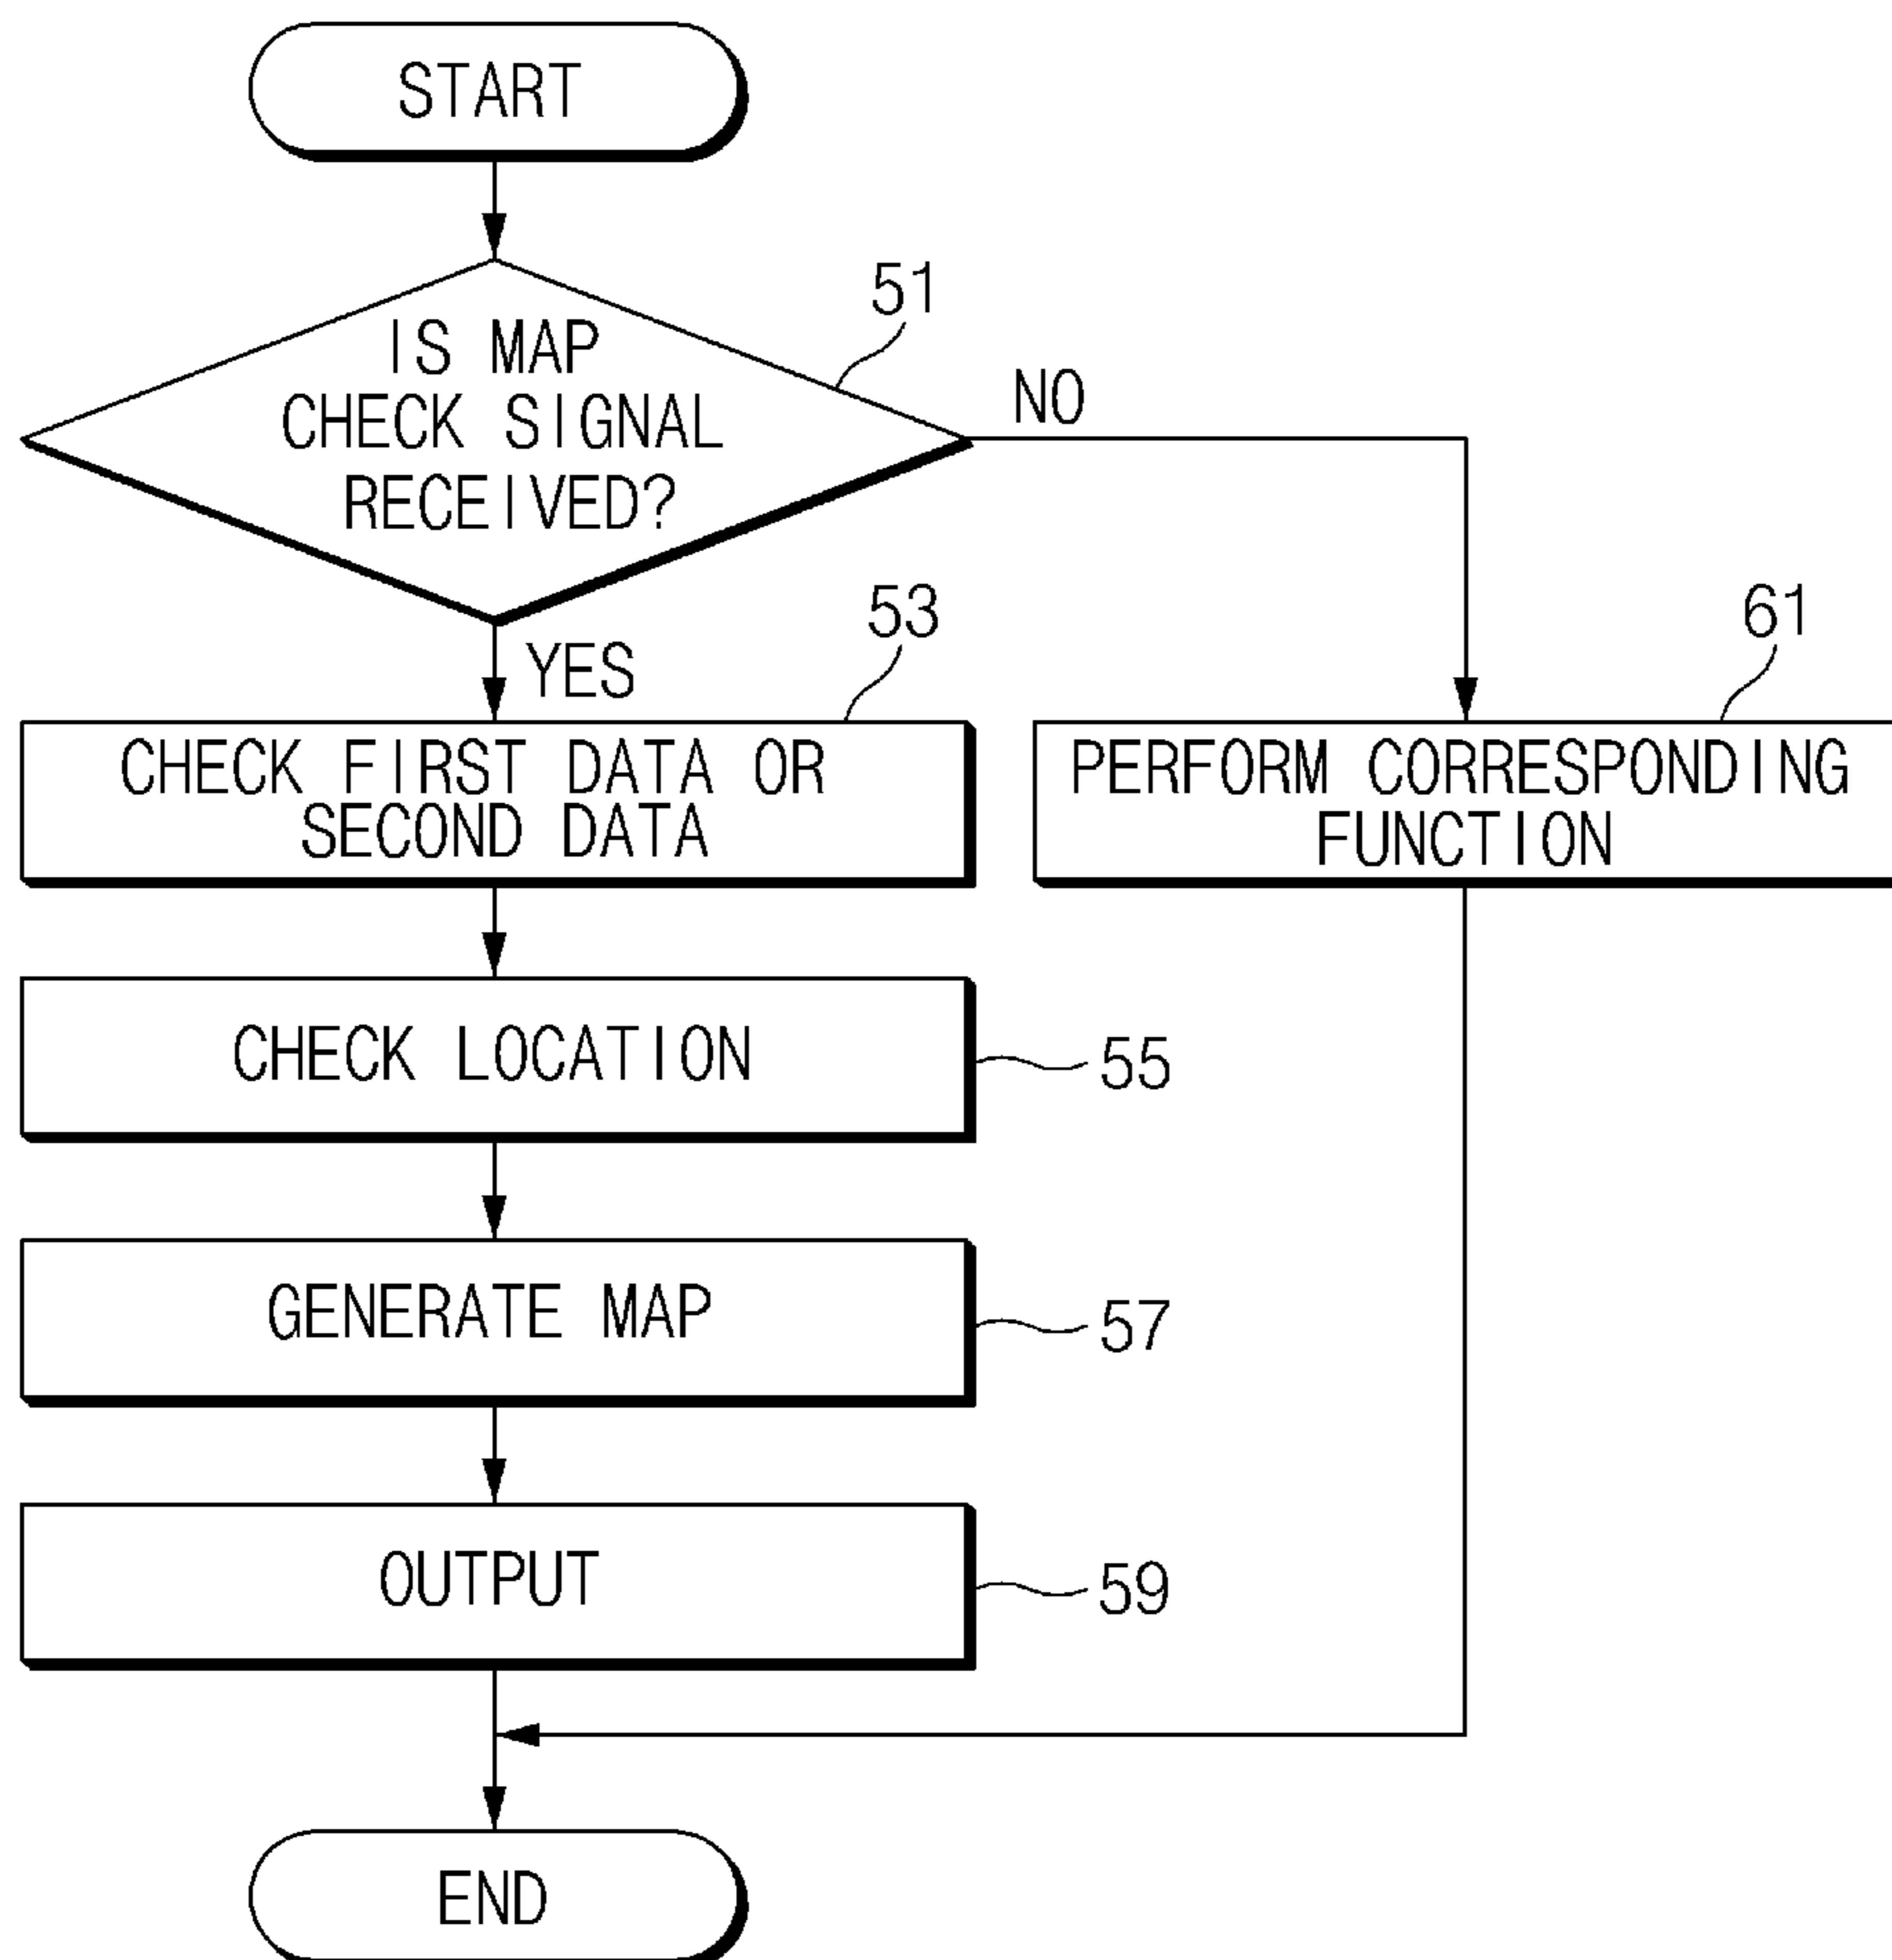 START
IS MAP
CHECK SIGNAL
RECEIVED?
51
NO
YES
53
CHECK FIRST DATA OR
SECOND DATA
61
PERFORM CORRESPONDING
FUNCTION
CHECK LOCATION
55
GENERATE MAP
57
OUTPUT
59
END